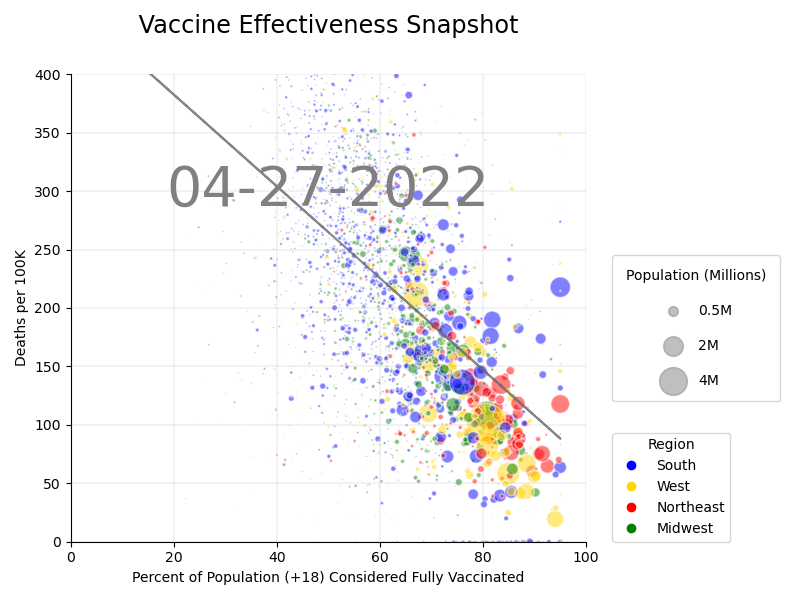 Vaccine Effectiveness Snapshot
400
350
300
250
200
150
100
50
0
Deaths per 100K
04-27-2022
0 20 40 60 80 100
Percent of Population (+18) Considered Fully Vaccinated
Population (Millions)
0.5M
2M
4M
Region
South
West
Northeast
Midwest